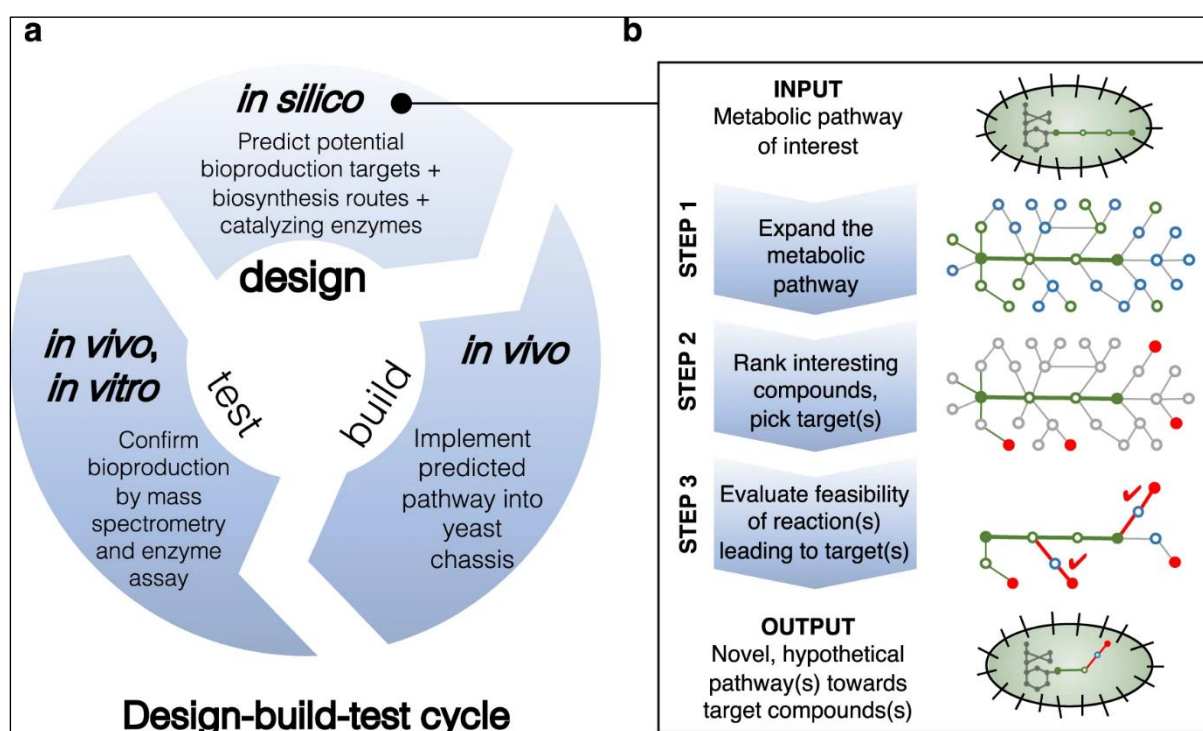 a
in silico
Predict potential
bioproduction targets +
biosynthesis routes +
catalyzing enzymes
design
in vivo
build
Implement
predicted
pathway into
yeast
chassis
in vivo,
in vitro
test
Confirm
bioproduction
by mass
spectrometry
and enzyme
assay
Design-build-test cycle
b
INPUT
Metabolic pathway
of interest
STEP 1
Expand the
metabolic
pathway
STEP 2
Rank interesting
compounds,
pick target(s)
STEP 3
Evaluate feasibility
of reaction(s)
leading to target(s)
OUTPUT
Novel, hypothetical
pathway(s) towards
target compounds(s)